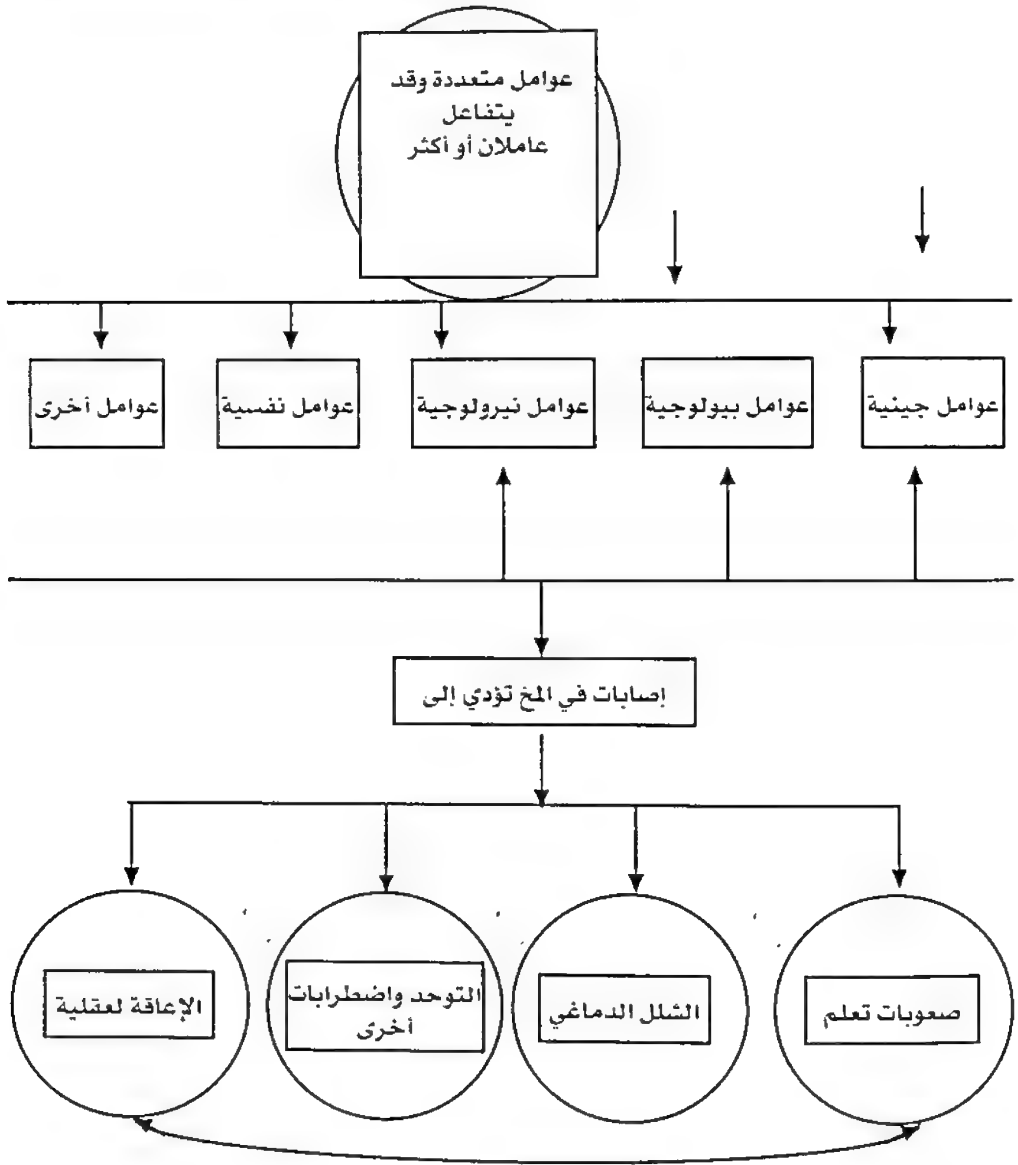 عوامل متعددة وقد
يتفاعل
عاملان أو أكثر
عوامل جينية
عوامل بيولوجية
عوامل نيرولوجية
عوامل نفسية
عوامل أخرى
إصابات في المخ تؤدي إلى
صعوبات تعلم
الشلل الدماغي
التوحد واضطرابات
أخرى
الإعاقة لعقلية